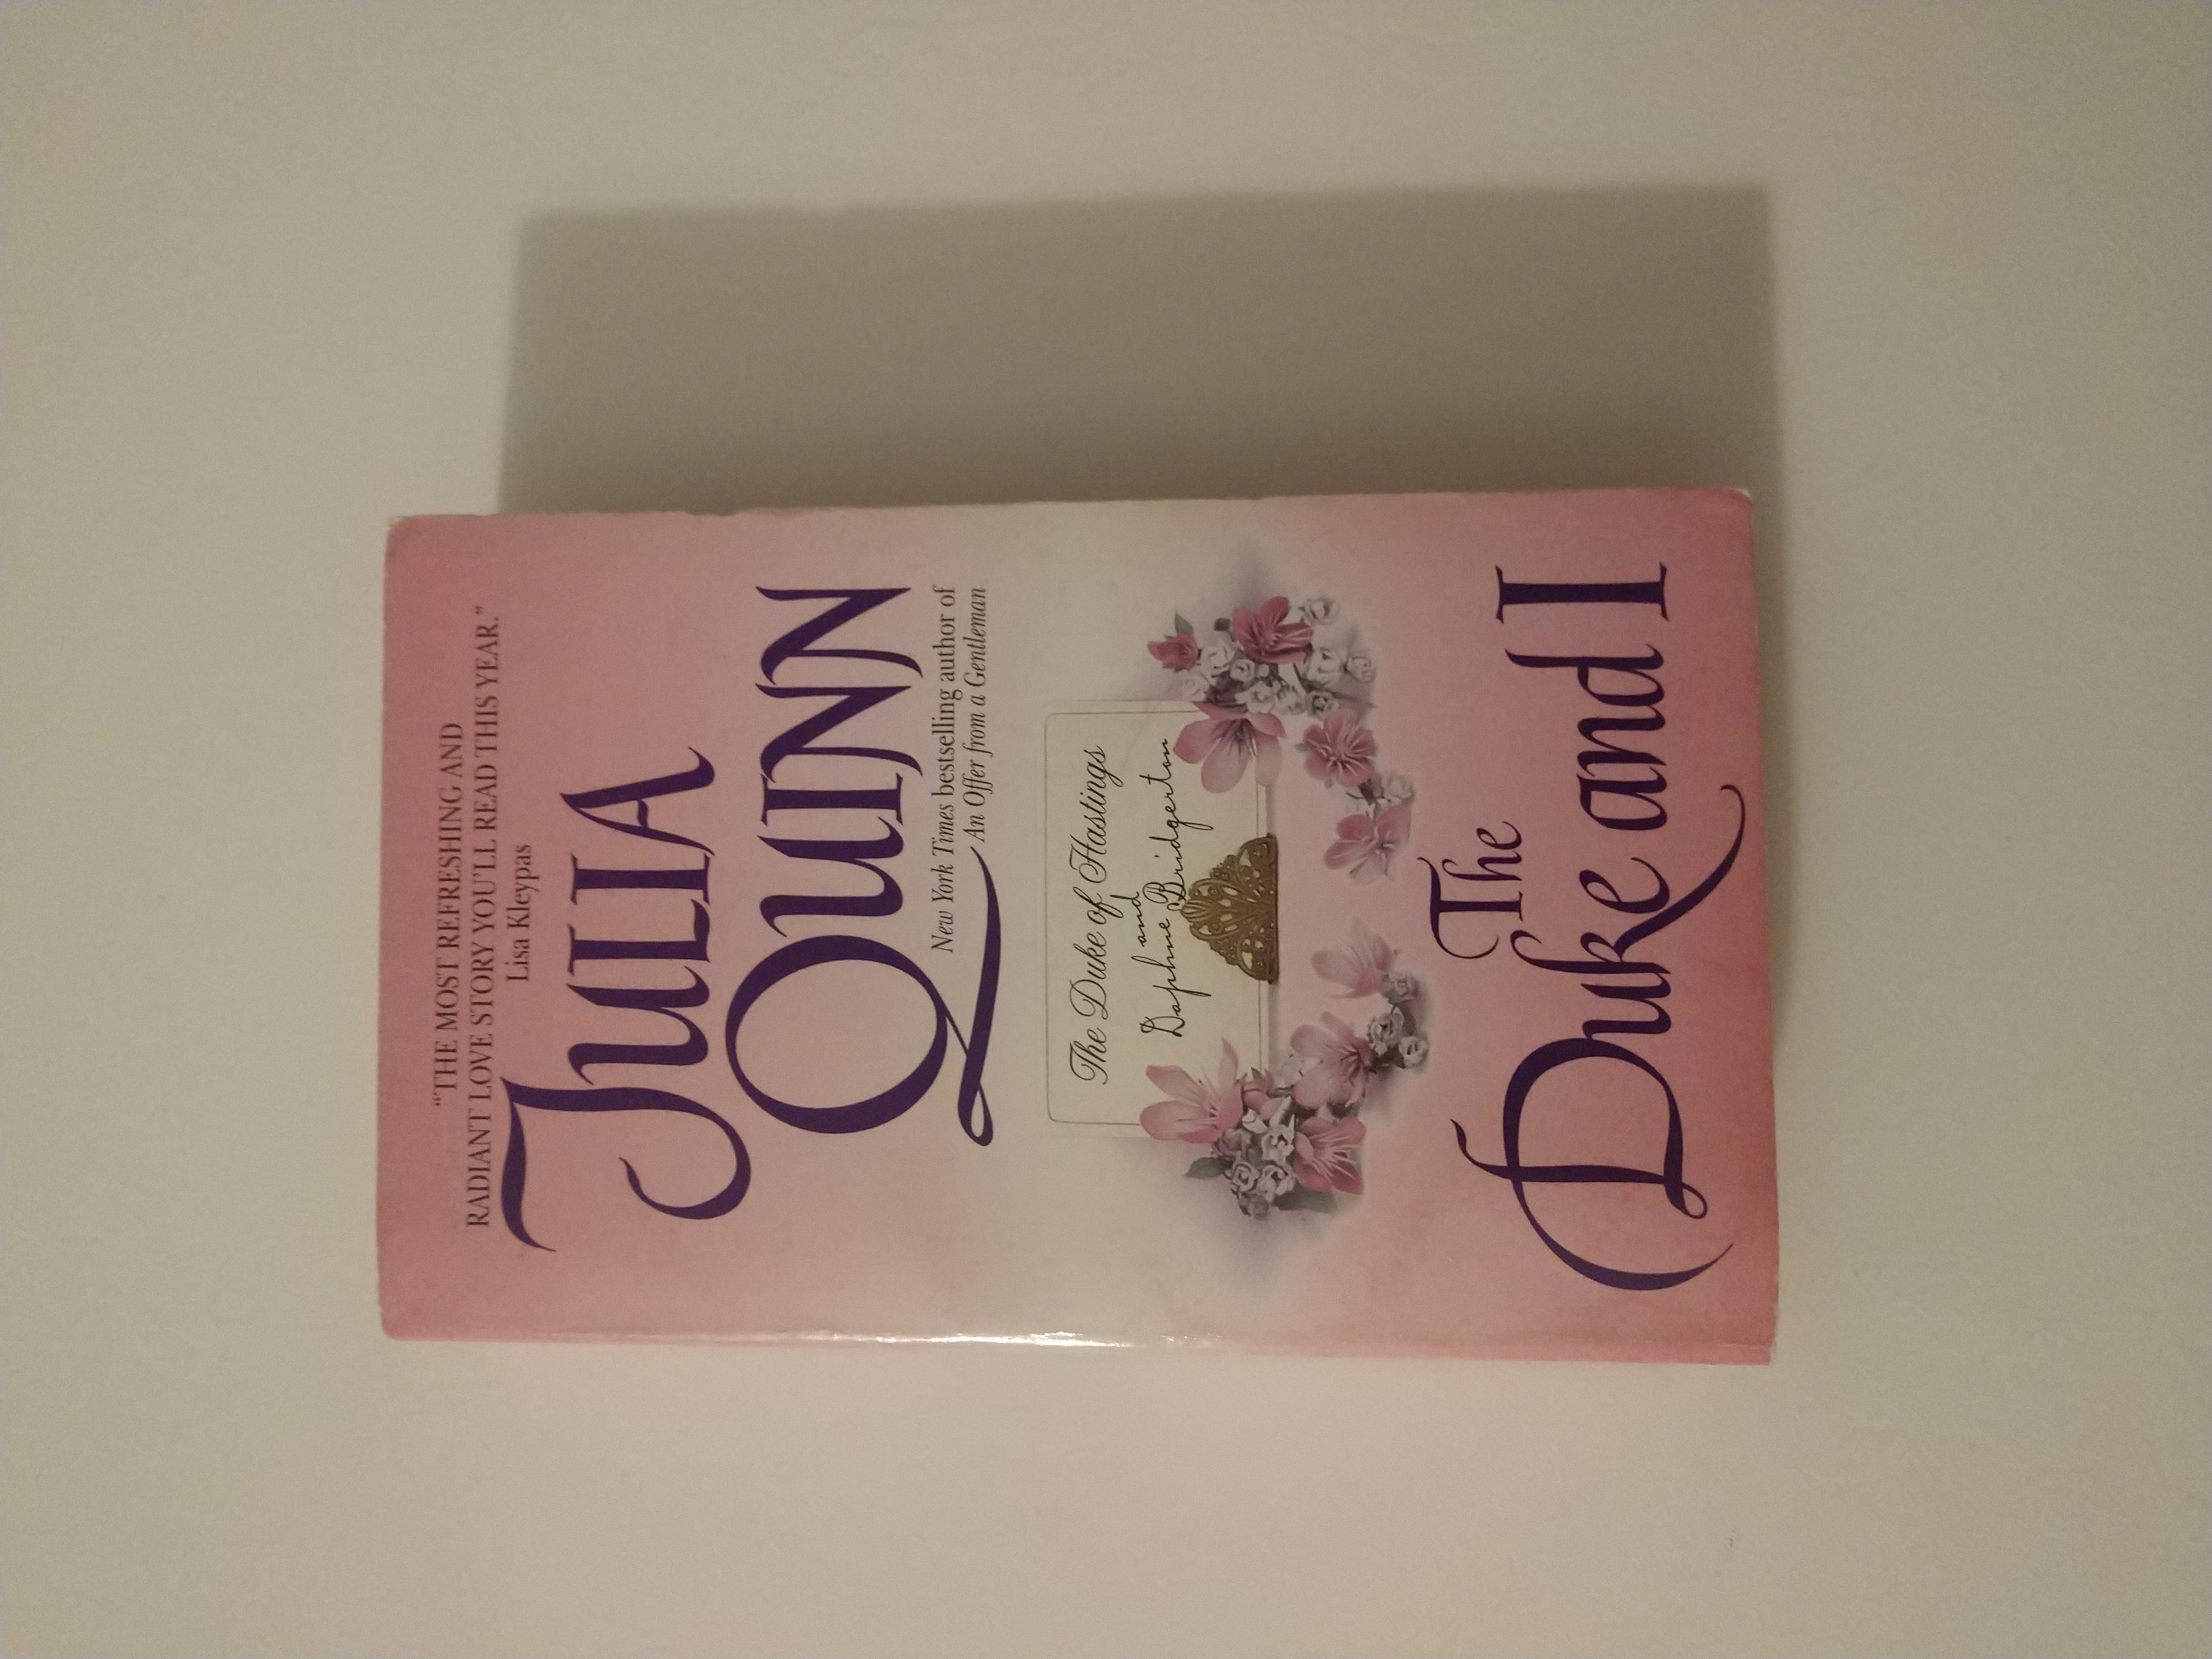 "THE MOST REFRESHING AND
RADIANT LOVE STORY YOU'LL READ THIS YEAR."
Lisa Kleypas
JULIA
QUINN
New York Times bestselling author of
An Offer from a Gentleman
The Duke of Hastings
and
Daphne Bridgerton
The
Duke and I